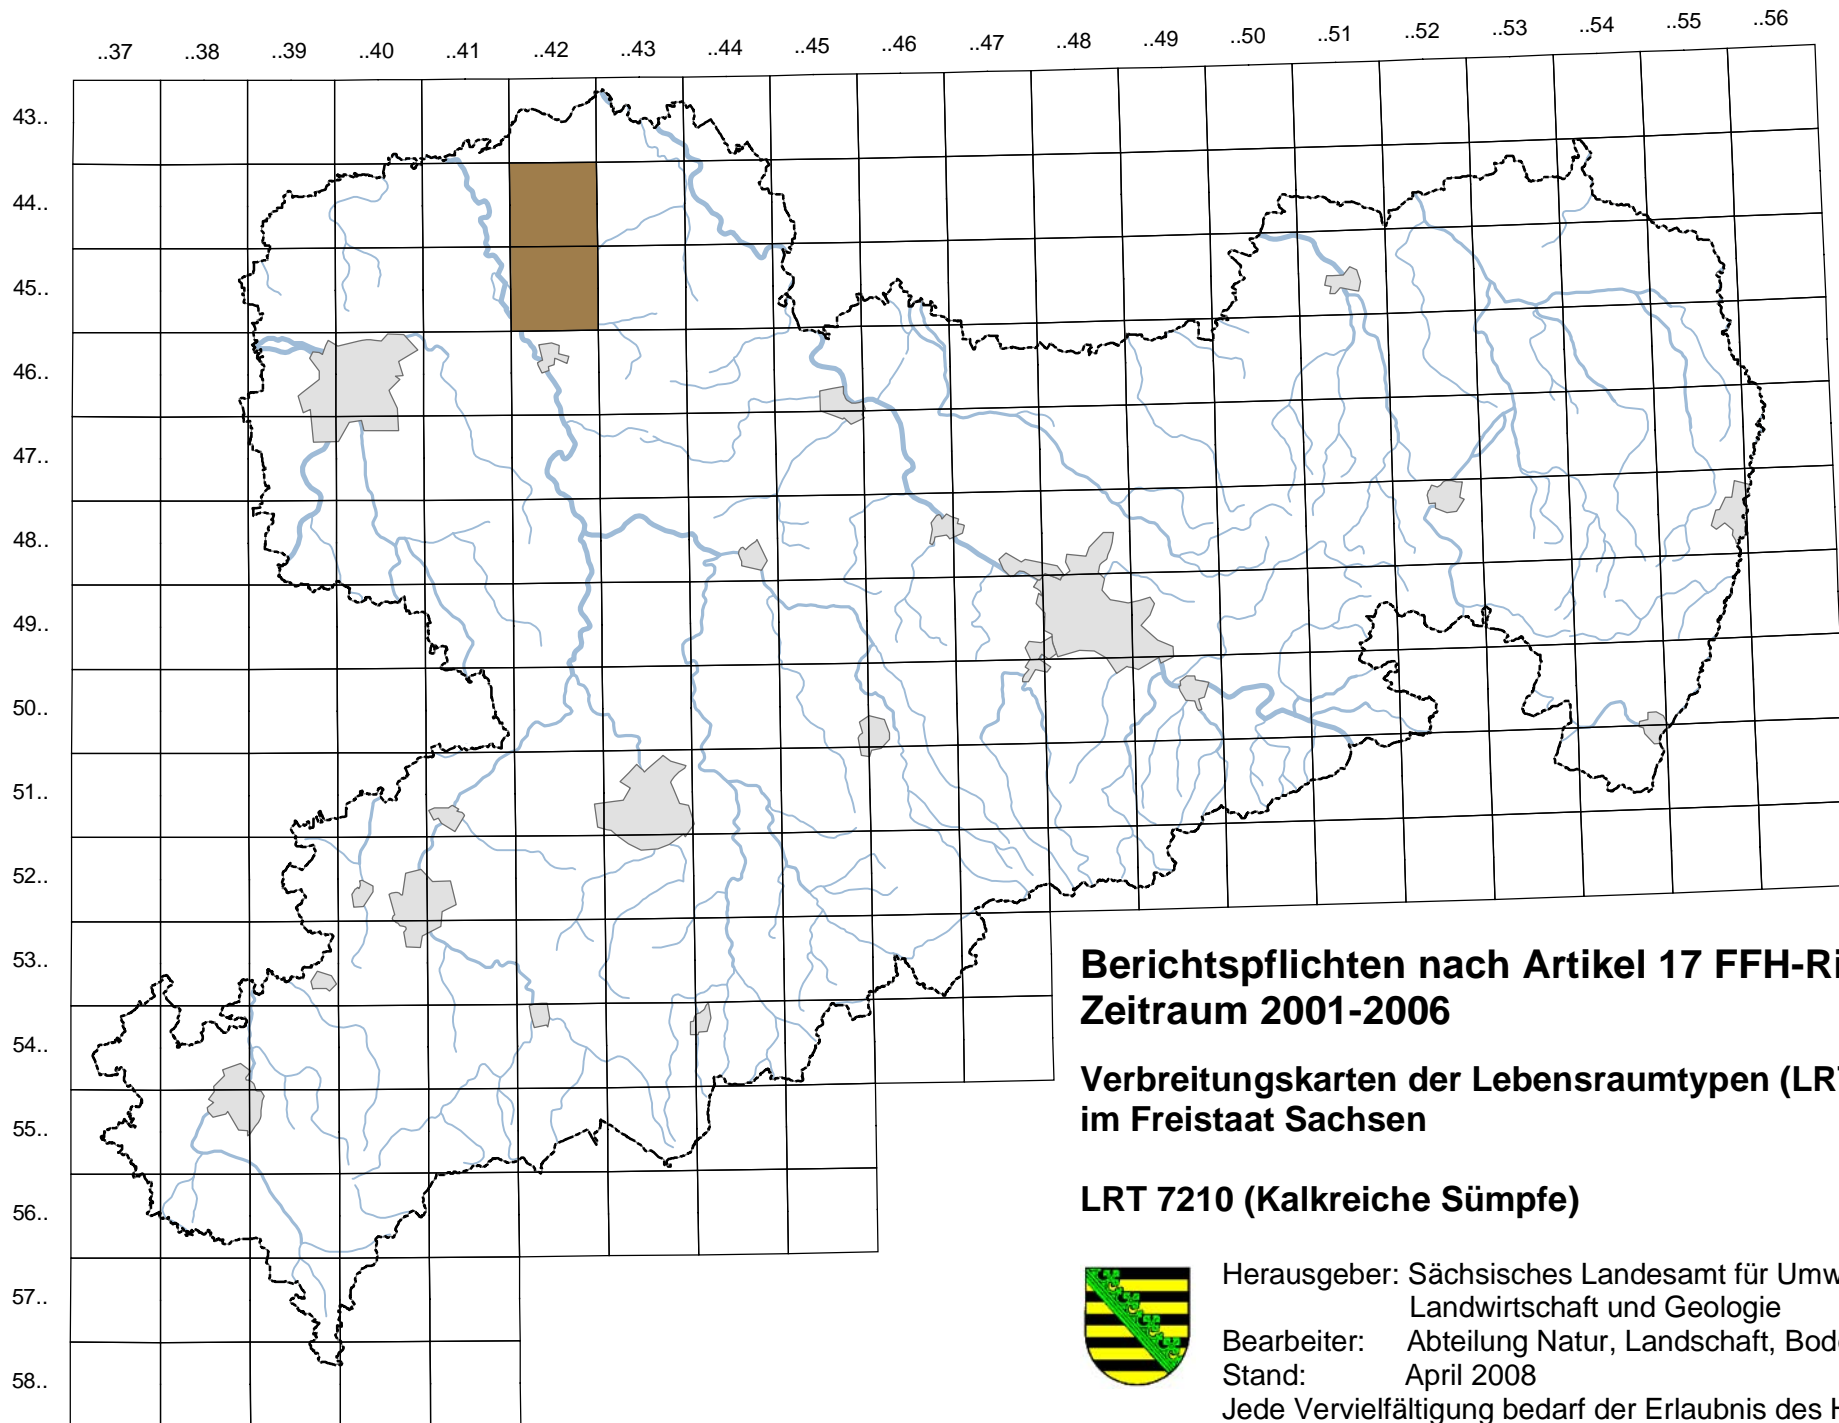 ..37 ..38 ..39 ..40 ..41 ..42 ..43 ..44 ..45 ..46 ..47 ..48 ..49 ..50 ..51 ..52 ..53 ..54 ..55 ..56
43..
44..
45..
46..
47..
48..
49..
50..
51..
52..
53..
54..
55..
56..
57..
58..
Berichtspflichten nach Artikel 17 FFH-Ri
Zeitraum 2001-2006
Verbreitungskarten der Lebensraumtypen (LRT
im Freistaat Sachsen
LRT 7210 (Kalkreiche Sümpfe)
Herausgeber: Sächsisches Landesamt für Umw
Landwirtschaft und Geologie
Bearbeiter: Abteilung Natur, Landschaft, Bod
Stand: April 2008
Jede Vervielfältigung bedarf der Erlaubnis des H